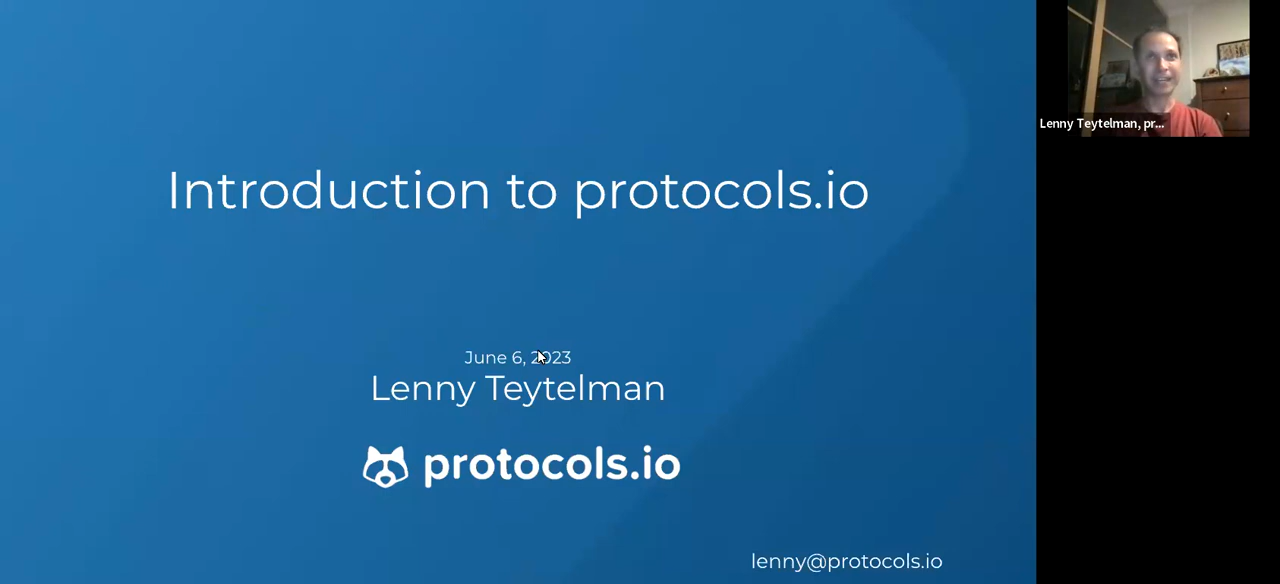 Introduction to protocols.io
June 6, 2023
Lenny Teytelman
protocols.io
lenny@protocols.io
Lenny Teytelman, pr...